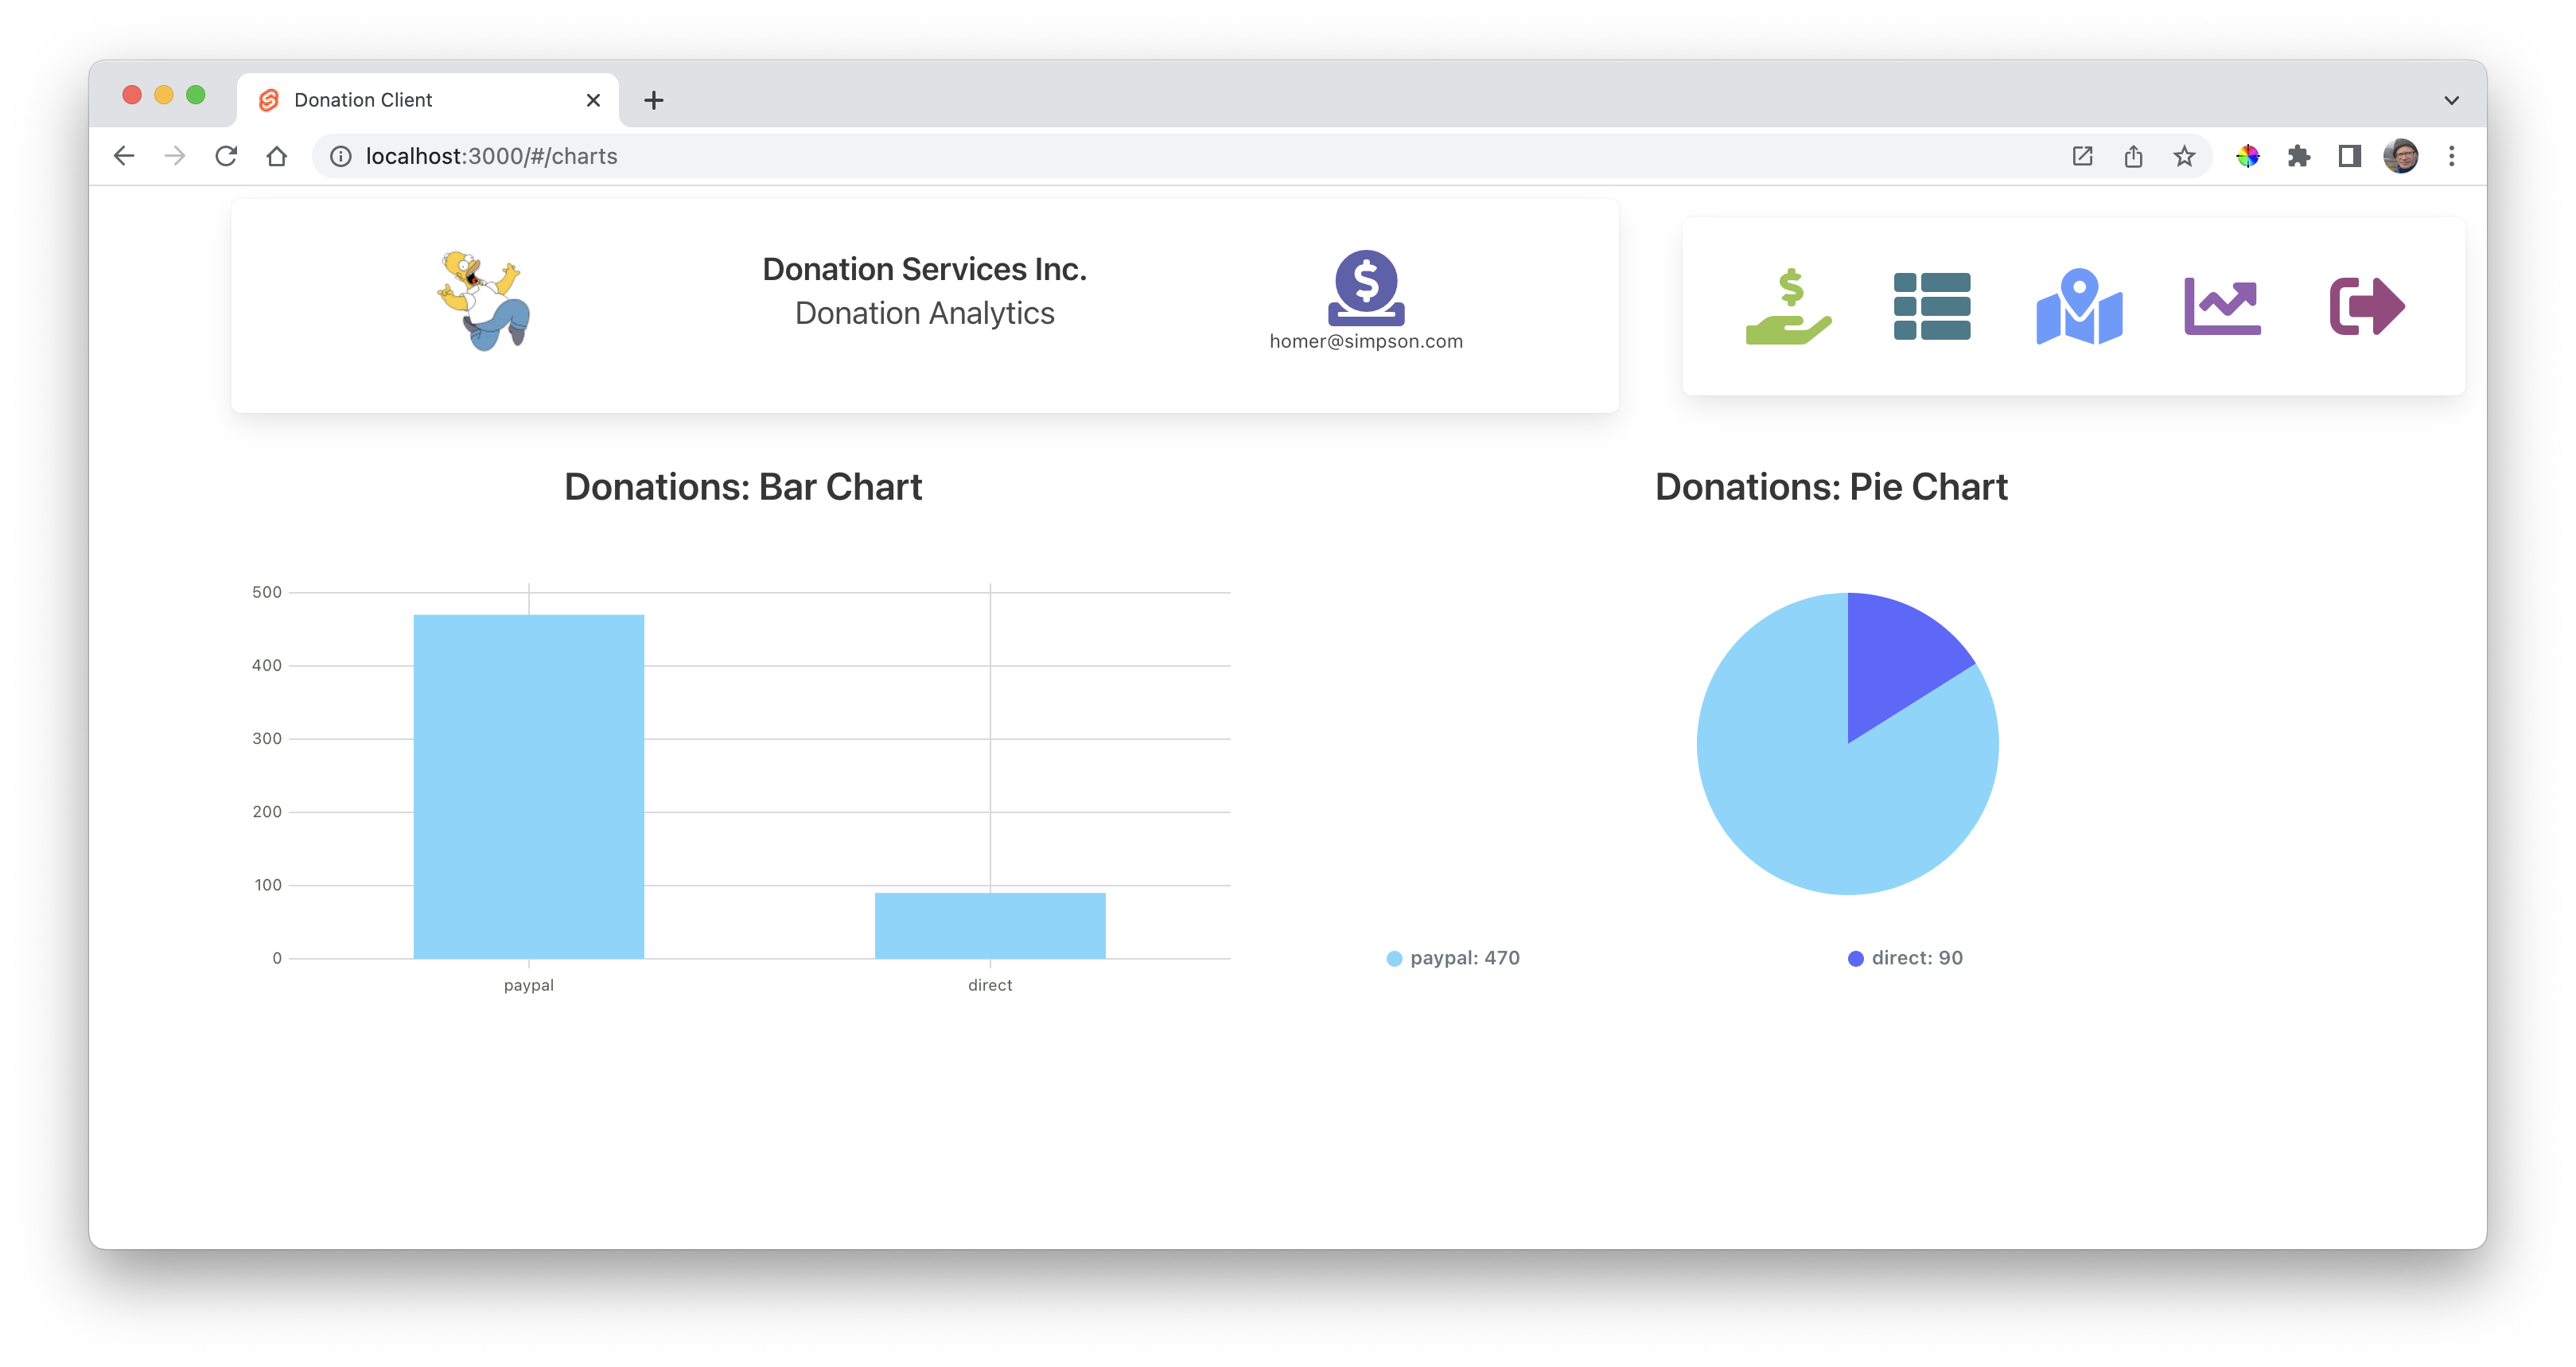 Donation Client
localhost:3000/#/charts
Donation Services Inc.
Donation Analytics
$
homer@simpson.com
$
Donations: Bar Chart
Donations: Pie Chart
500
400
300
200
100
0
paypal
direct
paypal: 470
direct: 90